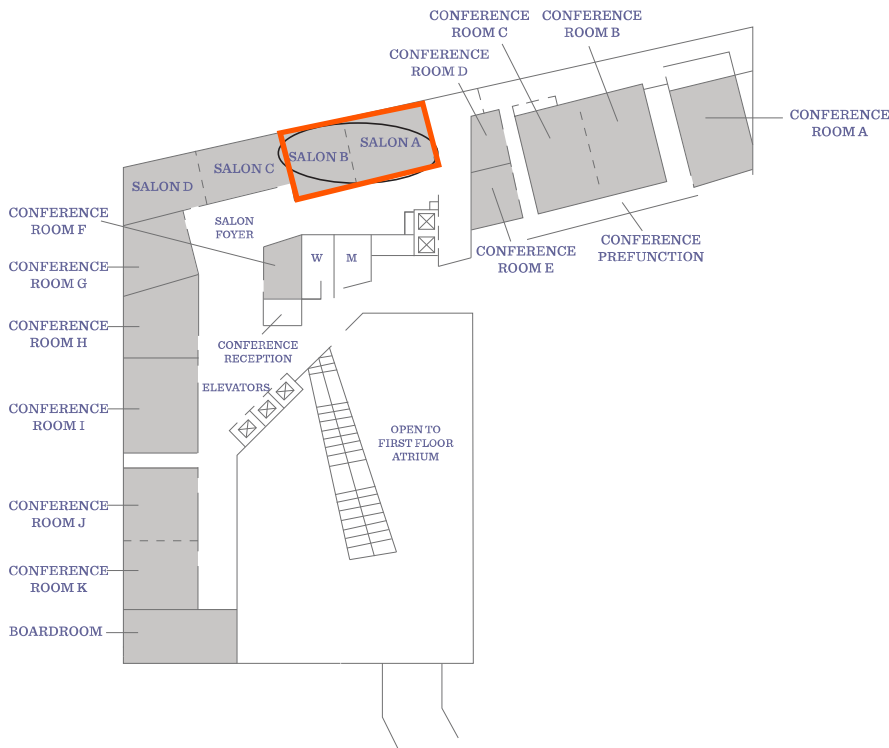 CONFERENCE
ROOM C
CONFERENCE
ROOM B
CONFERENCE
ROOM D
CONFERENCE
ROOM A
SALON A
SALON B
SALON C
SALON D
CONFERENCE
ROOM F
SALON
FOYER
CONFERENCE
ROOM E
CONFERENCE
PREFUNCTION
W
M
CONFERENCE
ROOM G
CONFERENCE
ROOM H
CONFERENCE
RECEPTION
ELEVATORS
CONFERENCE
ROOM I
OPEN TO
FIRST FLOOR
ATRIUM
CONFERENCE
ROOM J
CONFERENCE
ROOM K
BOARDROOM